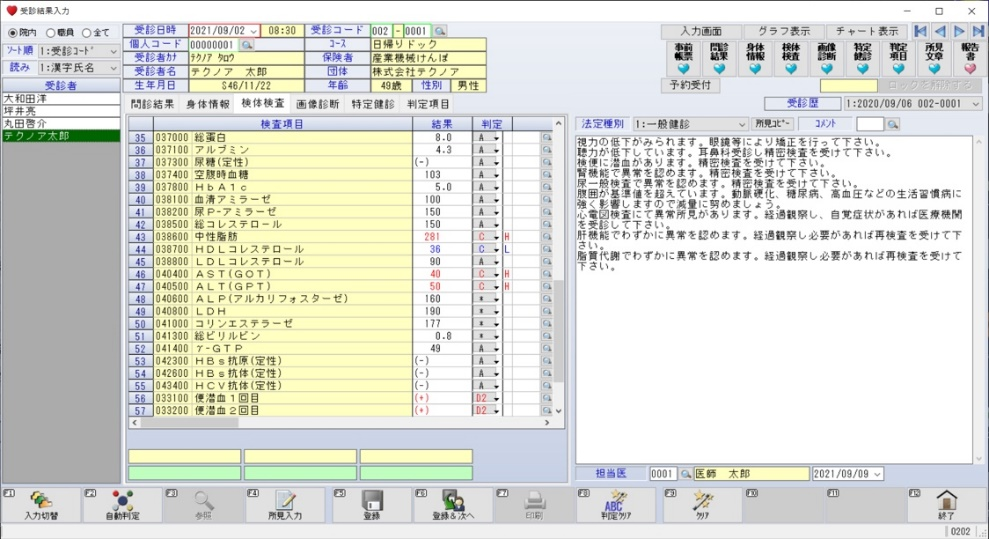 受診結果入力
院内 職員 全て
ソート順 1:受診コード
読み 1:漢字氏名
受診者
大和田洋
坪井亮
丸田啓介
テクノア太郎
受診日時 2021/09/02 08:30 受診コード 002 - 0001
個人コード 00000001 コース 日帰りドック
受診者カナ テクノア タロウ 保険者 産業機械けんぽ
受診者名 テクノア 太郎 団体 株式会社テクノア
生年月日 S46/11/22 年齢 49歳 性別 男性
入力画面 グラフ表示 チャート表示
事前帳票 問診結果 身体情報 検体検査 画像診断 特定健診 判定項目 所見文章 報告書
予約受付 ロックを解除する
受診歴 1:2020/09/06 002-0001
問診結果 身体情報 検体検査 画像診断 特定健診 判定項目
検査項目 結果 判定
35 037000 総蛋白 8.0 A
36 037100 アルブミン 4.3 A
37 037300 尿糖(定性) (-) A
38 037400 空腹時血糖 103 A
39 037800 HbA1c 5.0 A
40 038100 血清アミラーゼ 100 A
41 038200 尿P-アミラーゼ 150 A
42 038500 総コレステロール 150 A
43 038600 中性脂肪 281 C H
44 038700 HDLコレステロール 36 C L
45 038800 LDLコレステロール 90 A
46 040400 AST(GOT) 40 C H
47 040500 ALT(GPT) 50 C H
48 040600 ALP(アルカリフォスターゼ) 160 *
49 040800 LDH 190 *
50 041000 コリンエステラーゼ 177 *
51 041300 総ビリルビン 0.8 *
52 041400 γ-GTP 49 A
53 042300 HBs抗原(定性) (-) A
54 042600 HBs抗体(定性) (-) A
55 043400 HCV抗体(定性) (-) A
56 033100 便潜血1回目 (+) D2
57 033200 便潜血2回目 (+) D2
法定種別 1:一般健診 所見コピー コメント
視力の低下がみられます。眼鏡等により矯正を行って下さい。
聴力が低下しています。耳鼻科受診し精密検査を受けて下さい。
検便に潜血があります。精密検査を受けて下さい。
腎機能で異常を認めます。精密検査を受けて下さい。
尿一般検査で異常を認めます。精密検査を受けて下さい。
腹囲が基準値を超えています。動脈硬化、糖尿病、高血圧などの生活習慣病に
強く影響しますので減量に努めましょう。
心電図検査にて異常所見があります。経過観察し、自覚症状があれば医療機関
を受診して下さい。
肝機能でわずかに異常を認めます。経過観察し必要があれば再検査を受けて下
さい。
脂質代謝でわずかに異常を認めます。経過観察し必要があれば再検査を受けて
下さい。
担当医 0001 医師 太郎 2021/09/09
F1 入力切替 F2 自動判定 F3 参照 F4 所見入力 F5 登録 F6 登録&次へ F7 印刷 F8 ABC 判定クリア F9 クリア F10 F11 F12 終了
0202